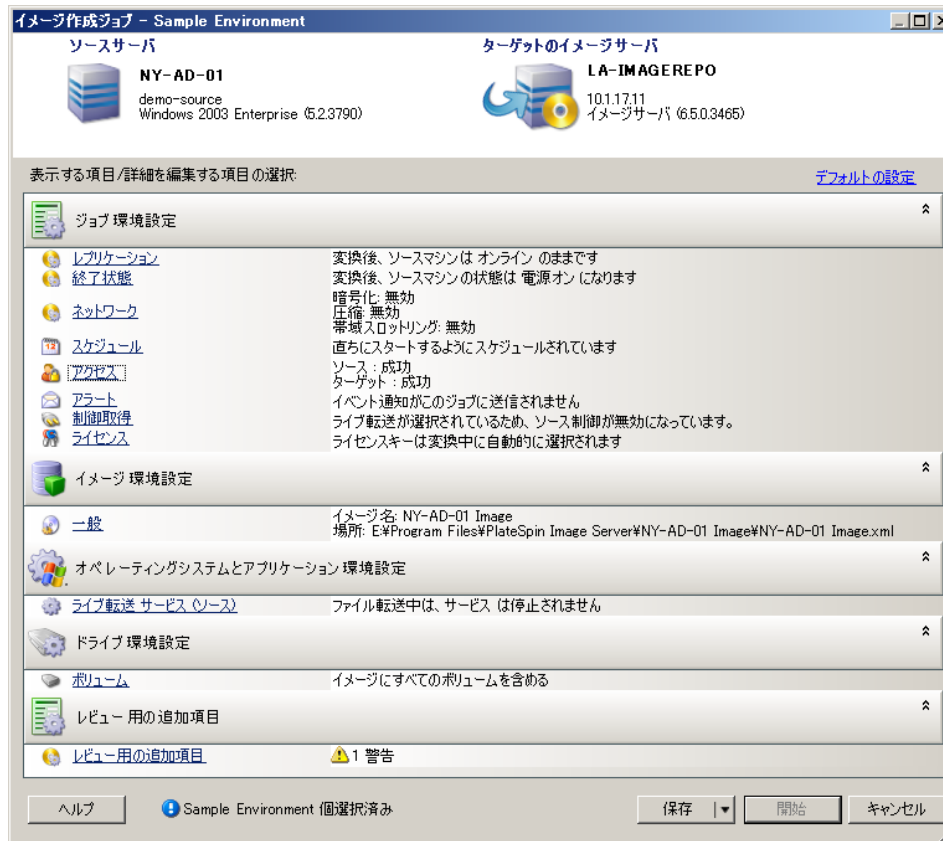 イメージ作成ジョブ - Sample Environment
ソースサーバ
ターゲットのイメージサーバ
NY-AD-01
demo-source
Windows 2003 Enterprise (5.2.3790)
LA-IMAGEREPO
10.1.17.11
イメージサーバ (6.5.0.3465)
表示する項目/詳細を編集する項目の選択:
デフォルトの設定
ジョブ環境設定
レプリケーション 変換後、ソースマシンは オンライン のままです
終了状態 変換後、ソースマシンの状態は 電源オン になります
ネットワーク
暗号化: 無効
圧縮: 無効
帯域スロットリング: 無効
スケジュール 直ちにスタートするようにスケジュールされています
アクセス
ソース : 成功
ターゲット : 成功
アラート イベント通知がこのジョブに送信されません
制御取得 ライブ転送が選択されているため、ソース制御が無効になっています。
ライセンス ライセンスキーは変換中に自動的に選択されます
イメージ環境設定
一般
イメージ名: NY-AD-01 Image
場所: E:¥Program Files¥PlateSpin Image Server¥NY-AD-01 Image¥NY-AD-01 Image.xml
オペレーティングシステムとアプリケーション環境設定
ライブ転送 サービス (ソース) ファイル転送中は、サービス は停止されません
ドライブ環境設定
ボリューム イメージにすべてのボリュームを含める
レビュー用の追加項目
レビュー用の追加項目 1 警告
ヘルプ
Sample Environment 個選択済み
保存
開始
キャンセル